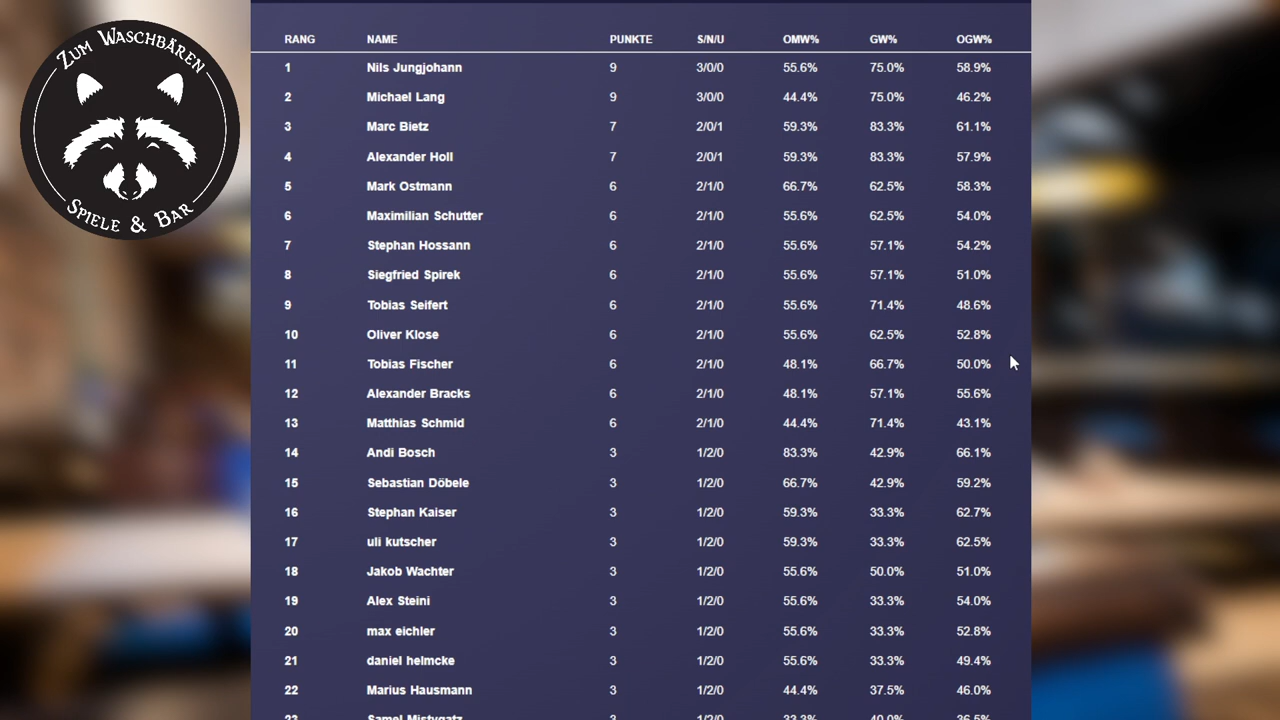 ZUM WASCHBÄREN
SPIELE & BAR
RANG NAME PUNKTE S/N/U OMW% GW% OGW%
1 Nils Jungjohann 9 3/0/0 55.6% 75.0% 58.9%
2 Michael Lang 9 3/0/0 44.4% 75.0% 46.2%
3 Marc Bietz 7 2/0/1 59.3% 83.3% 61.1%
4 Alexander Holl 7 2/0/1 59.3% 83.3% 57.9%
5 Mark Ostmann 6 2/1/0 66.7% 62.5% 58.3%
6 Maximilian Schutter 6 2/1/0 55.6% 62.5% 54.0%
7 Stephan Hossann 6 2/1/0 55.6% 57.1% 54.2%
8 Siegfried Spirek 6 2/1/0 55.6% 57.1% 51.0%
9 Tobias Seifert 6 2/1/0 55.6% 71.4% 48.6%
10 Oliver Klose 6 2/1/0 55.6% 62.5% 52.8%
11 Tobias Fischer 6 2/1/0 48.1% 66.7% 50.0%
12 Alexander Bracks 6 2/1/0 48.1% 57.1% 55.6%
13 Matthias Schmid 6 2/1/0 44.4% 71.4% 43.1%
14 Andi Bosch 3 1/2/0 83.3% 42.9% 66.1%
15 Sebastian Döbele 3 1/2/0 66.7% 42.9% 59.2%
16 Stephan Kaiser 3 1/2/0 59.3% 33.3% 62.7%
17 uli kutscher 3 1/2/0 59.3% 33.3% 62.5%
18 Jakob Wachter 3 1/2/0 55.6% 50.0% 51.0%
19 Alex Steini 3 1/2/0 55.6% 33.3% 54.0%
20 max eichler 3 1/2/0 55.6% 33.3% 52.8%
21 daniel helmcke 3 1/2/0 55.6% 33.3% 49.4%
22 Marius Hausmann 3 1/2/0 44.4% 37.5% 46.0%
23 Samel Mistygatz 3 1/2/0 33.3% 40.0% 36.5%